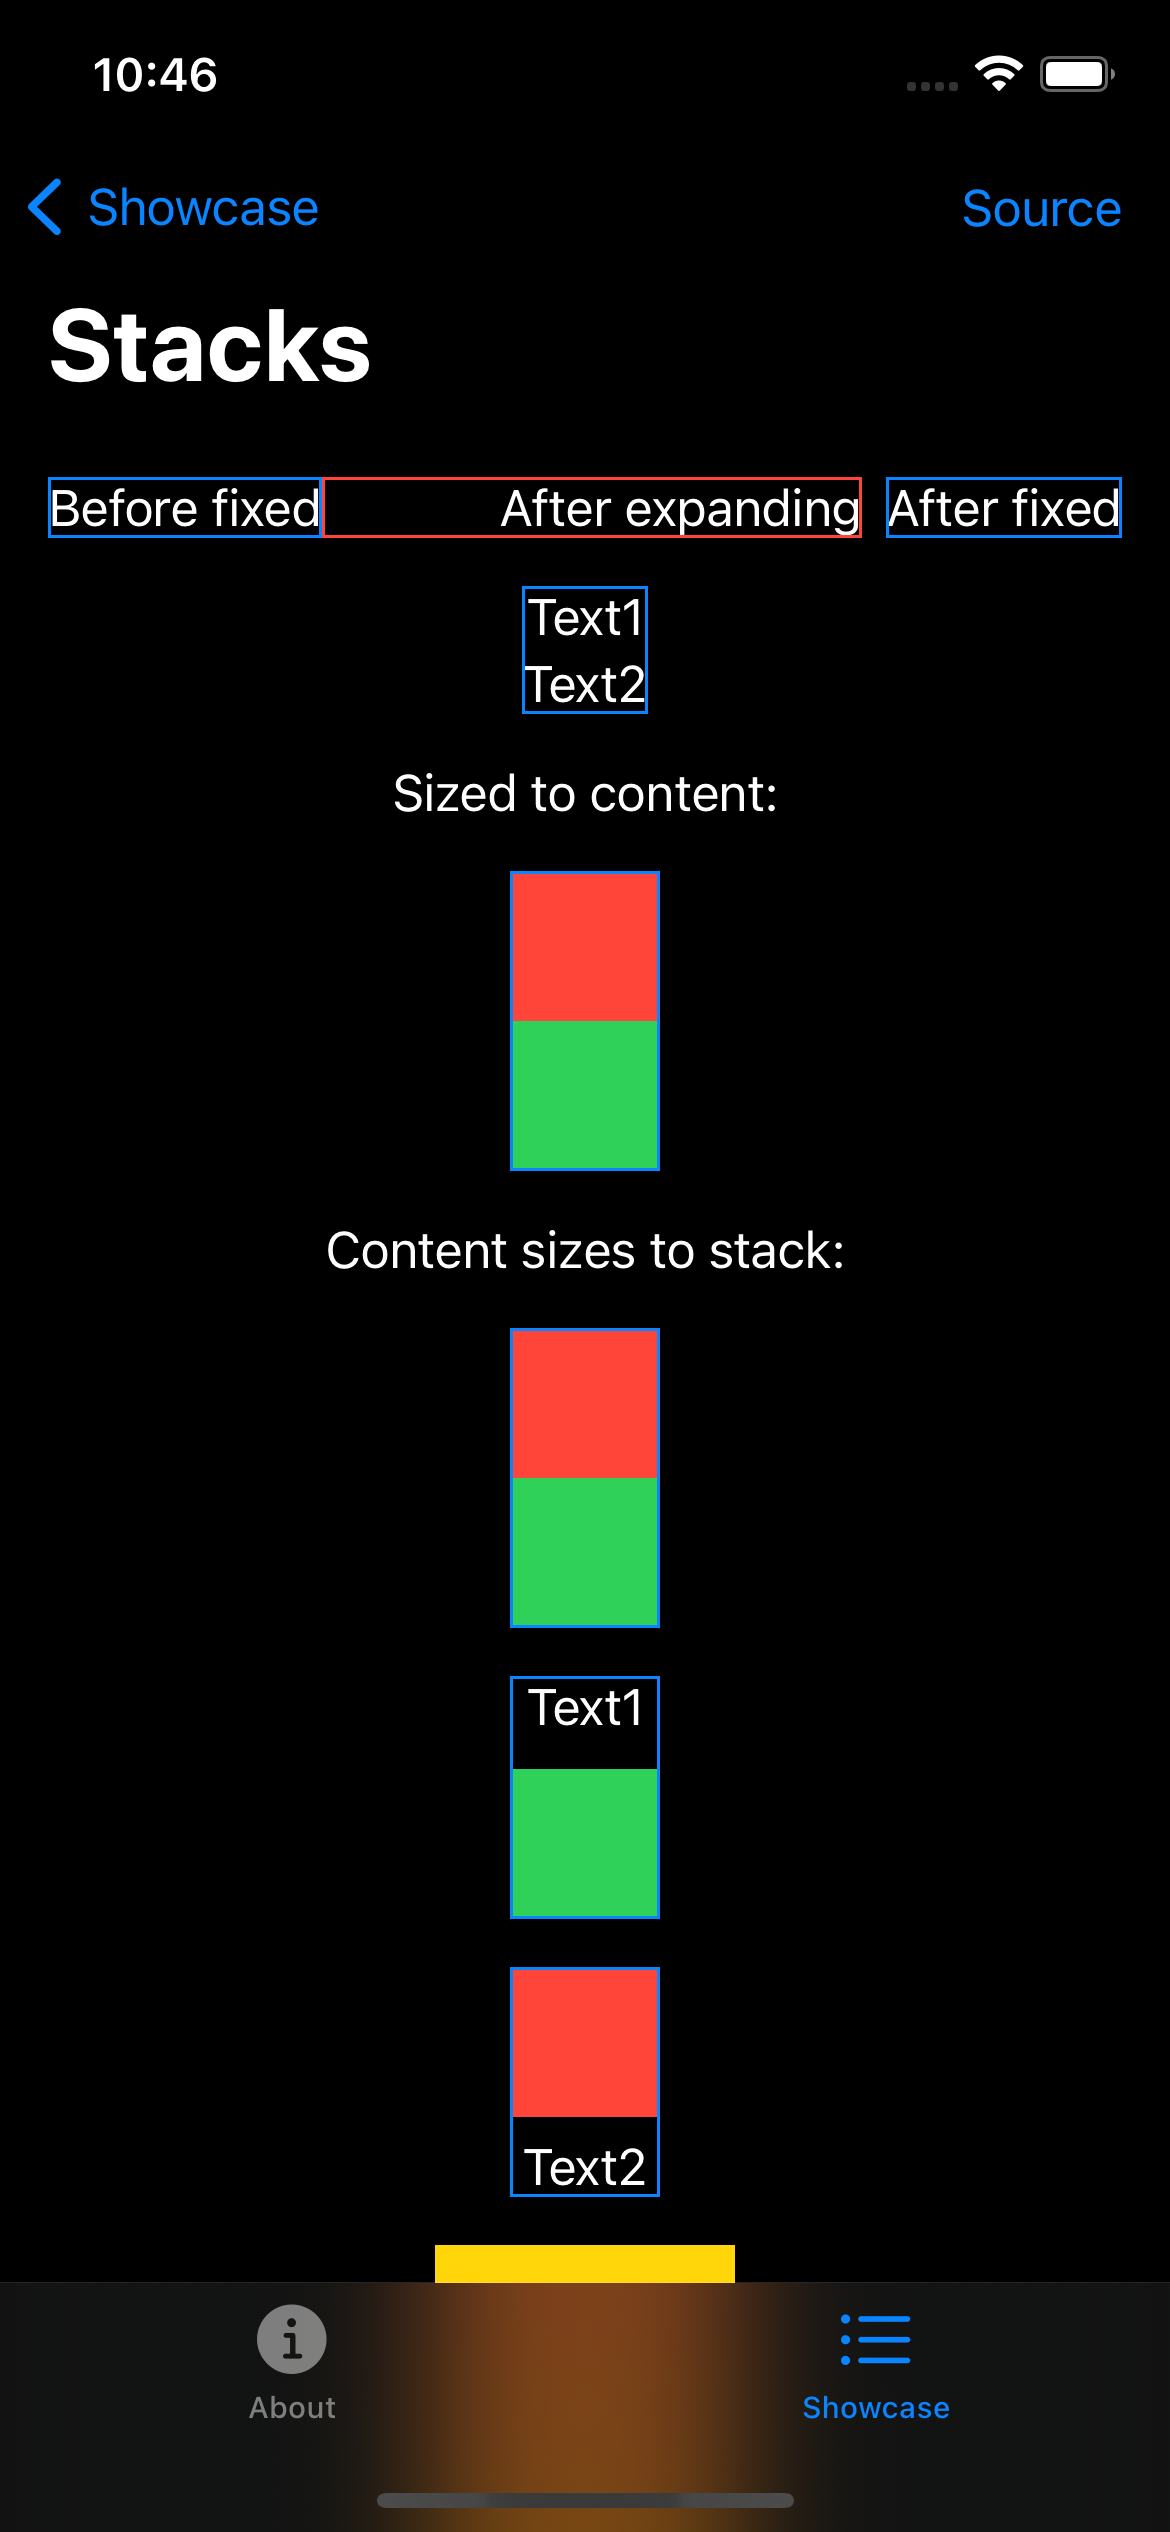 10:46
Showcase Source
Stacks
Before fixed After expanding After fixed
Text1
Text2
Sized to content:
Content sizes to stack:
Text1
Text2
About Showcase